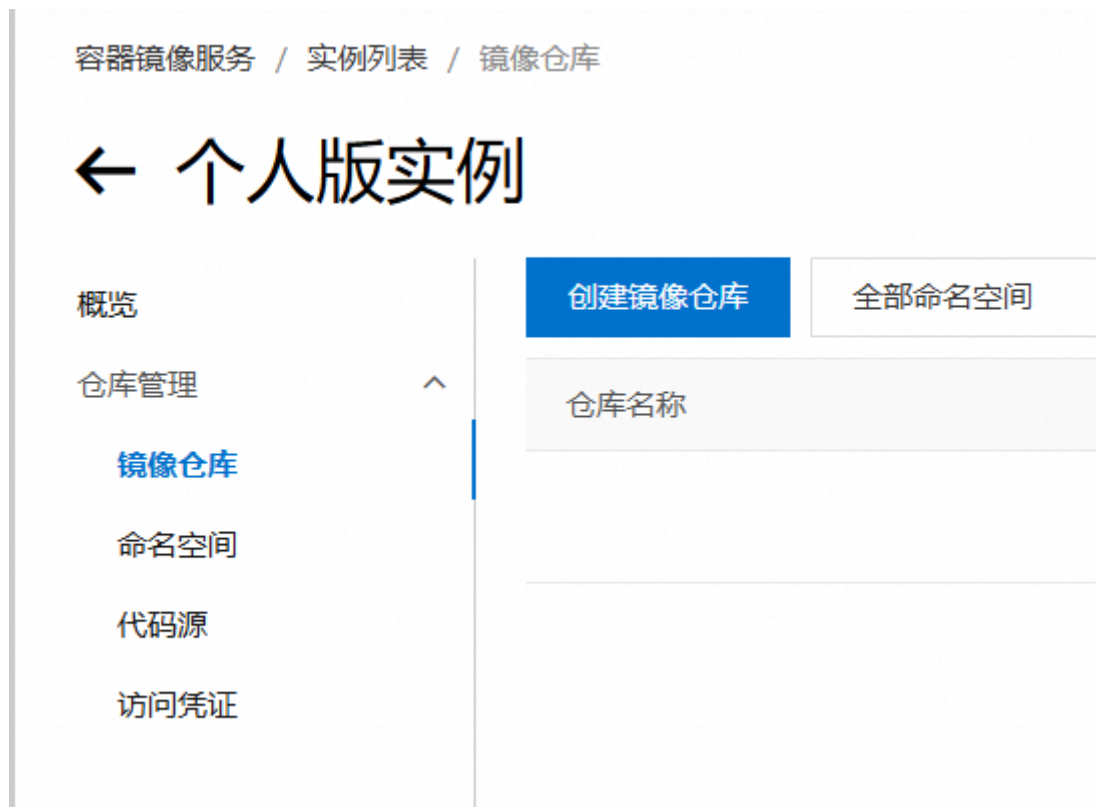 容器镜像服务 / 实例列表 / 镜像仓库
← 个人版实例
概览
仓库管理
镜像仓库
命名空间
代码源
访问凭证
创建镜像仓库 全部命名空间
仓库名称